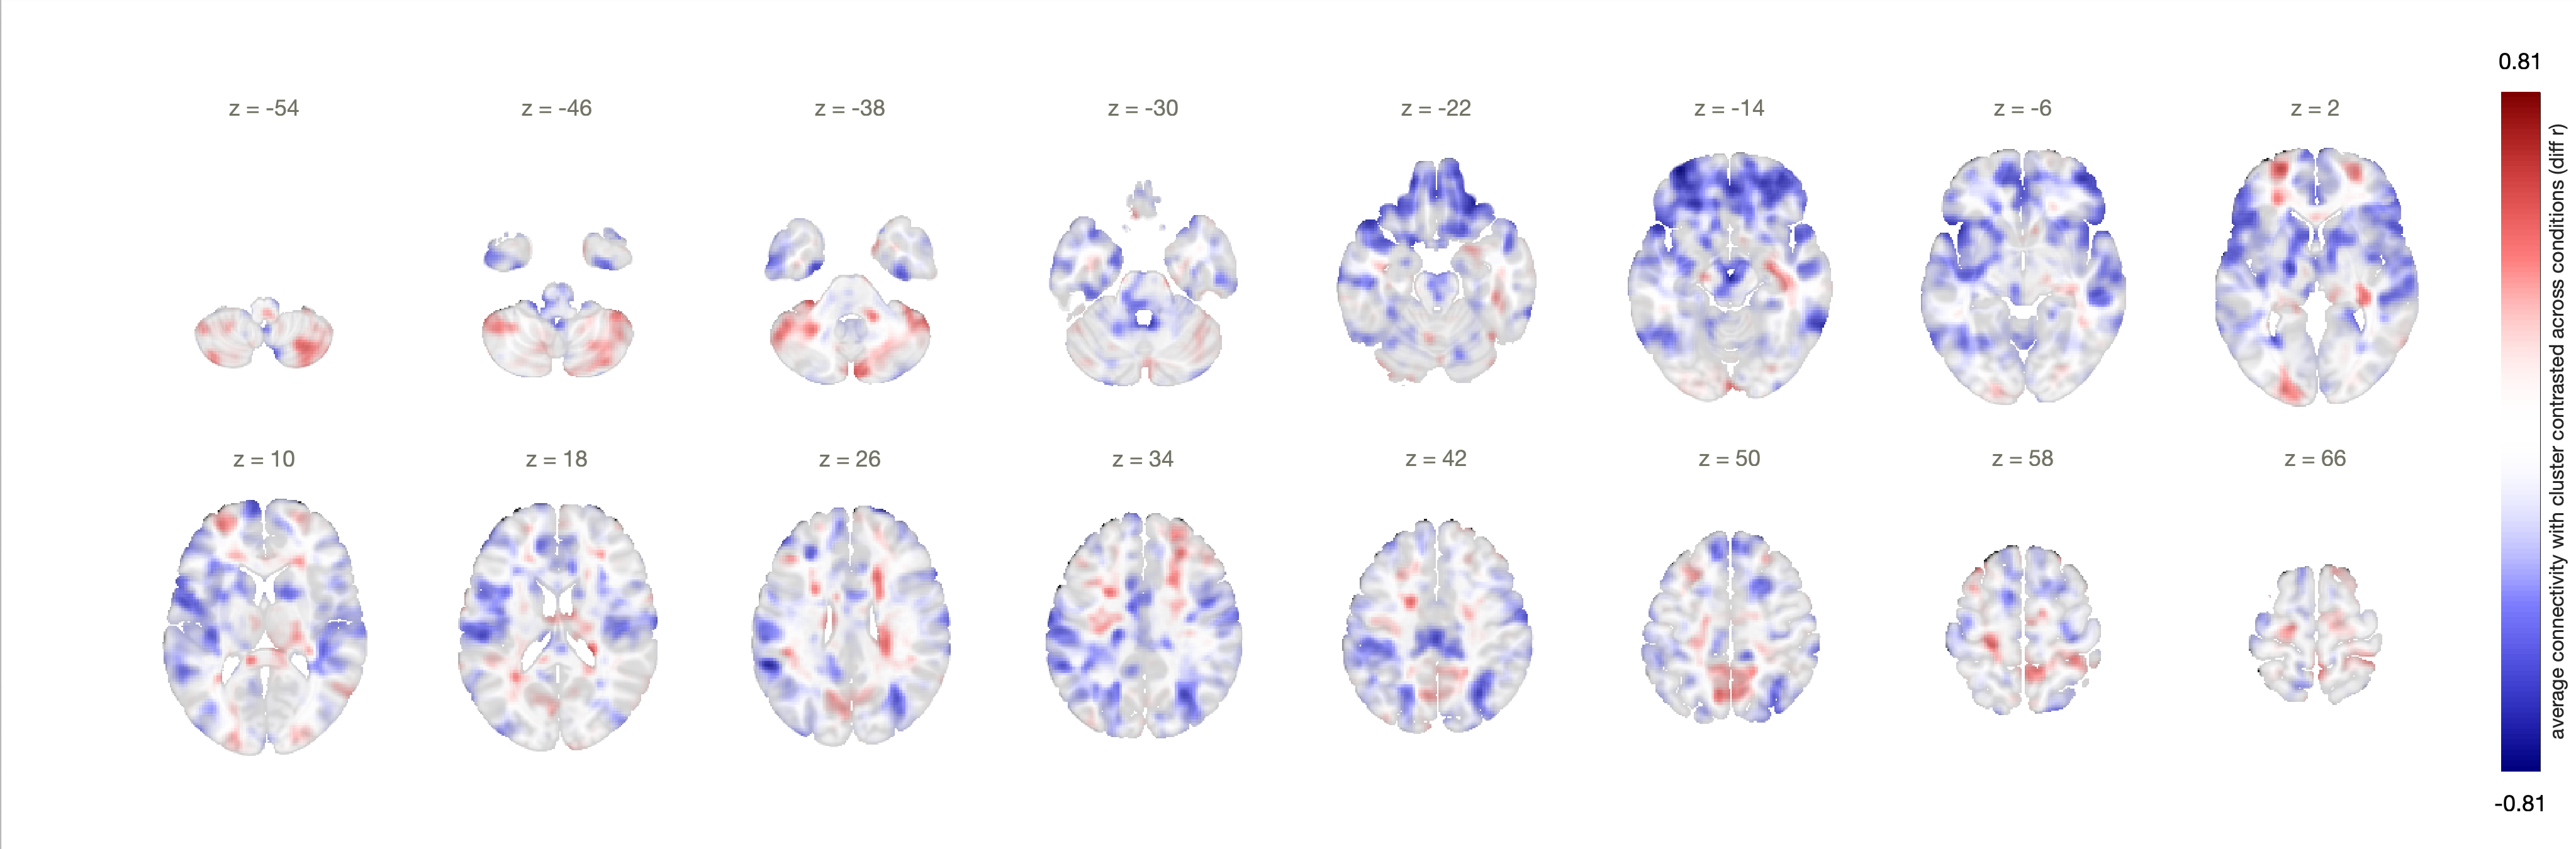 0.81
z = -54
z = -46
z = -38
z = -30
z = -22
z = -14
z = -6
z = 2
z = 10
z = 18
z = 26
z = 34
z = 42
z = 50
z = 58
z = 66
average connectivity with cluster contrasted across conditions (diff r)
-0.81